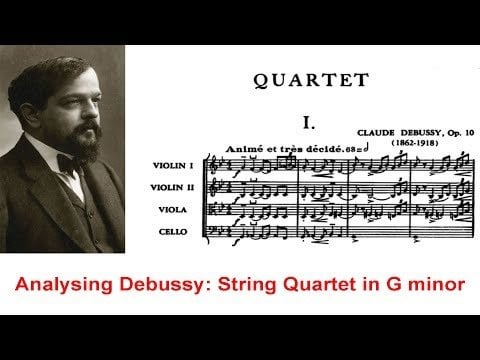 QUARTET
I.
CLAUDE DEBUSSY, Op. 10
(1862-1918)
Animé et très décidé. 63=
VIOLIN I
VIOLIN II
VIOLA
CELLO
Analysing Debussy: String Quartet in G minor